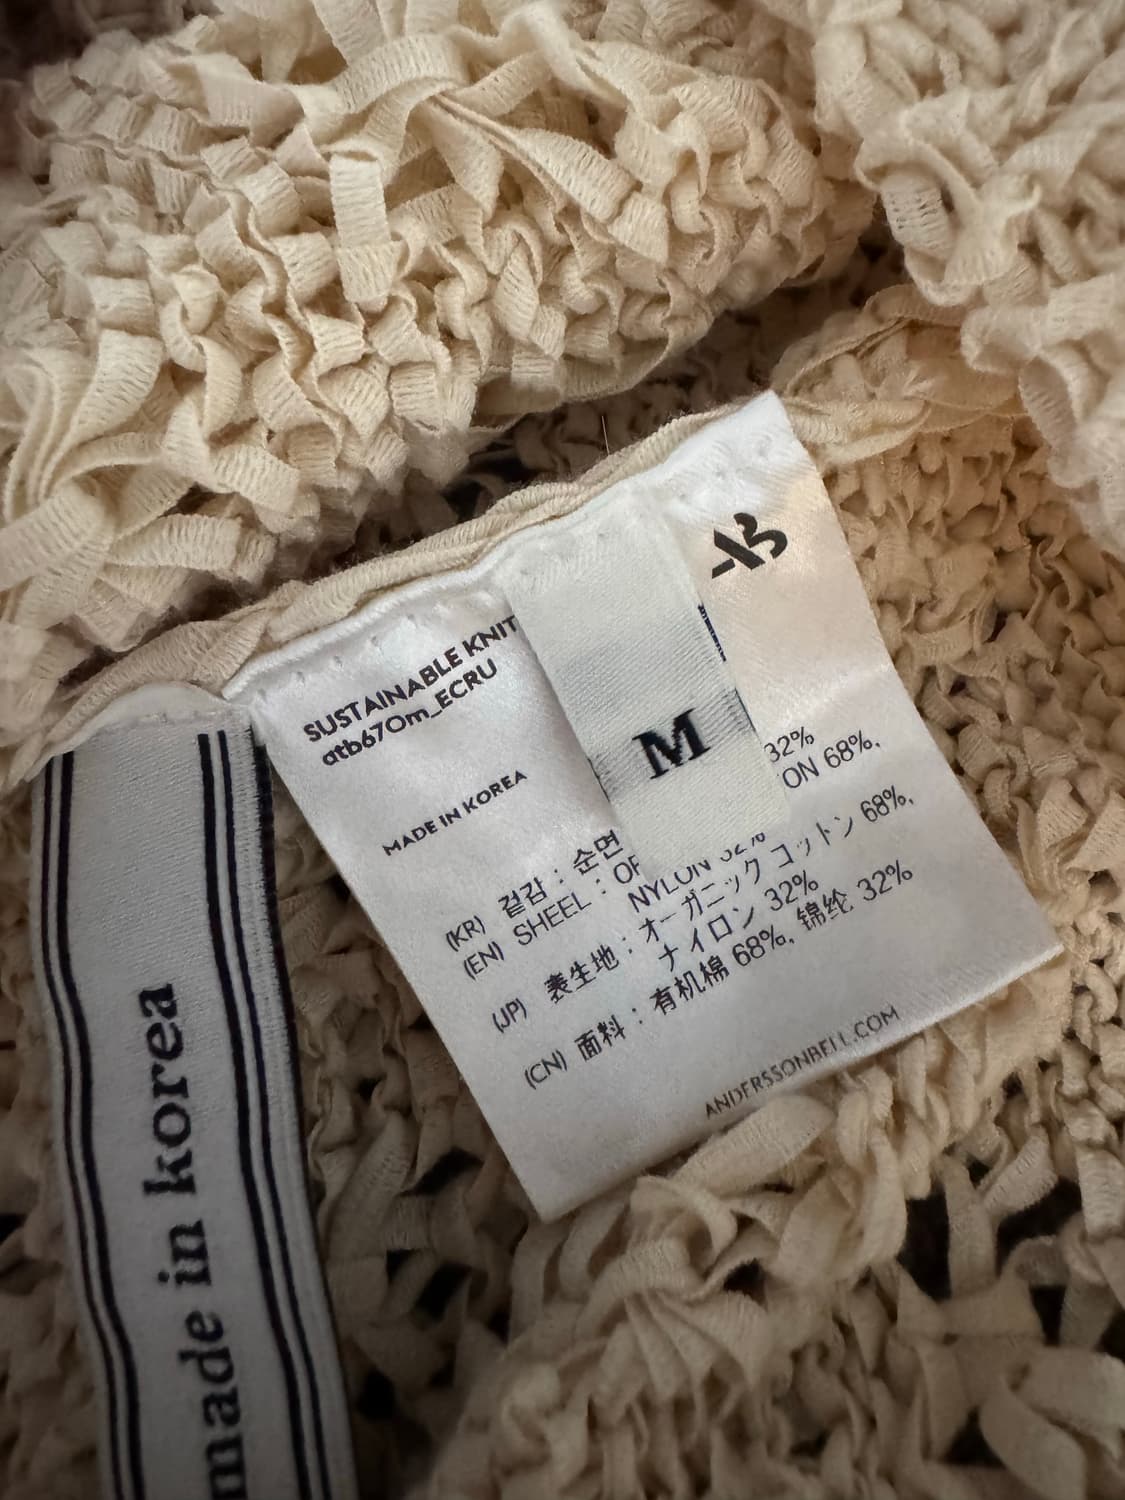 SUSTAINABLE KNIT
atb670m_ECRU
AB
MADE IN KOREA
M
(KR) 겉감 : 순면 32%
(EN) SHEEL : ON 68%,
NYLON 32%
(JP) 表生地 : オーガニック コットン 68%,
ナイロン 32%
(CN) 面料 : 有机棉 68%, 锦纶 32%
ANDERSSONBELL.COM
made in korea